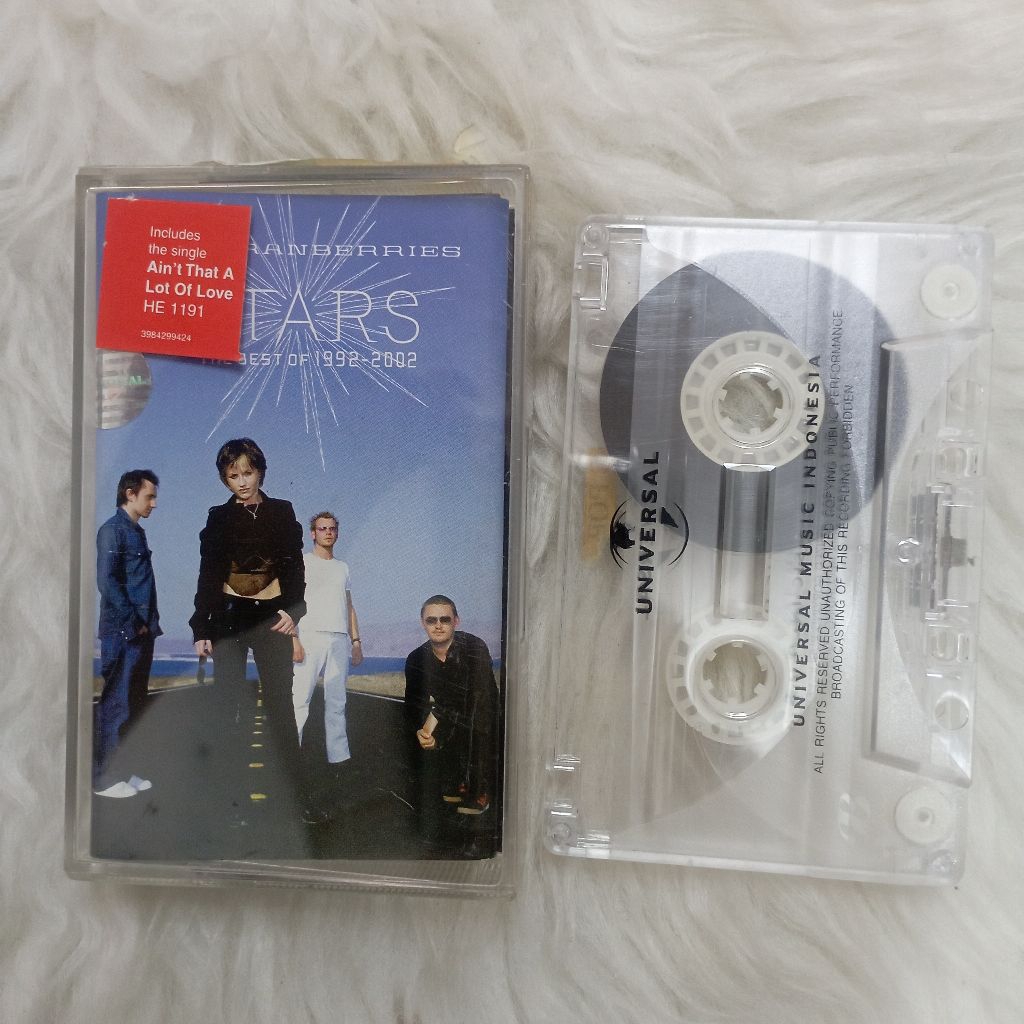 Includes
the single
Ain't That A
Lot Of Love
HE 1191
3984299424
RANBERRIES
TARS
THE BEST OF 1992-2002
UNIVERSAL
UNIVERSAL MUSIC INDONESIA
ALL RIGHTS RESERVED UNAUTHORIZED COPYING PUBLIC PERFORMANCE
BROADCASTING OF THIS RECORDING FORBIDDEN